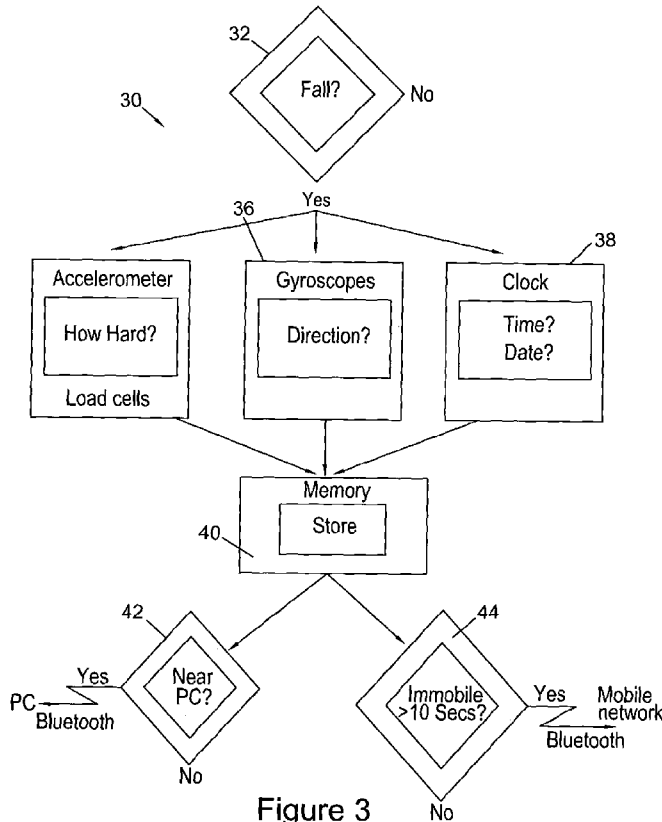 32
Fall?
No
30
Yes
36
38
Accelerometer
How Hard?
Load cells
Gyroscopes
Direction?
Clock
Time?
Date?
Memory
Store
40
42
44
Yes
Near
PC?
PC
Bluetooth
No
Immobile
>10 Secs?
Yes
Mobile
network
Bluetooth
No
Figure 3